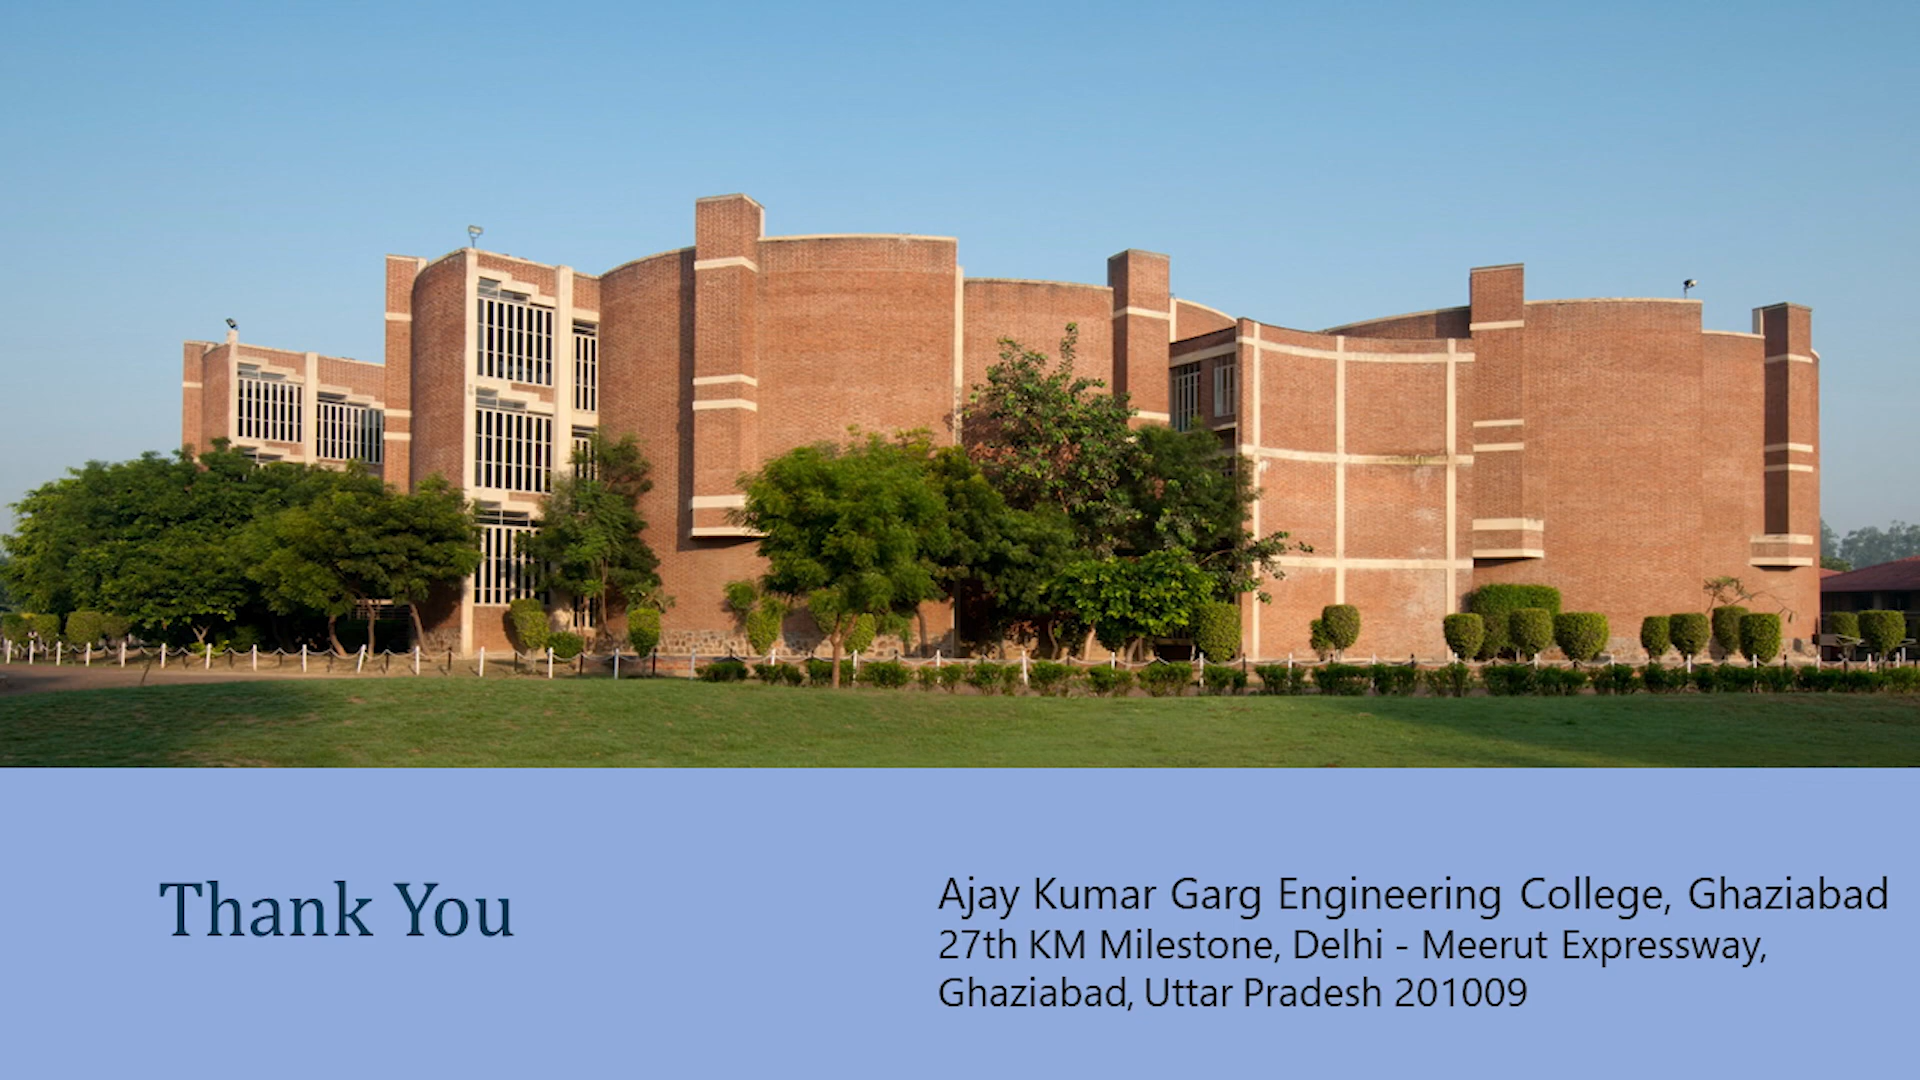 Thank You
Ajay Kumar Garg Engineering College, Ghaziabad
27th KM Milestone, Delhi - Meerut Expressway,
Ghaziabad, Uttar Pradesh 201009